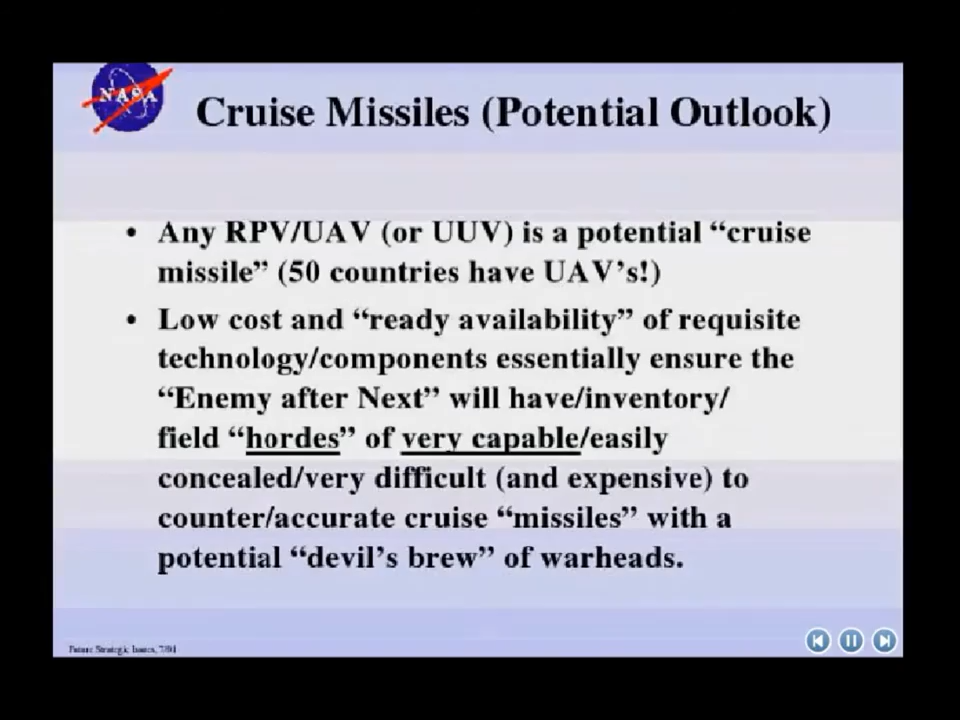 NASA
Cruise Missiles (Potential Outlook)
• Any RPV/UAV (or UUV) is a potential “cruise
missile” (50 countries have UAV’s!)
• Low cost and “ready availability” of requisite
technology/components essentially ensure the
“Enemy after Next” will have/inventory/
field “hordes” of very capable/easily
concealed/very difficult (and expensive) to
counter/accurate cruise “missiles” with a
potential “devil’s brew” of warheads.
Future Strategic Issues, 7/01